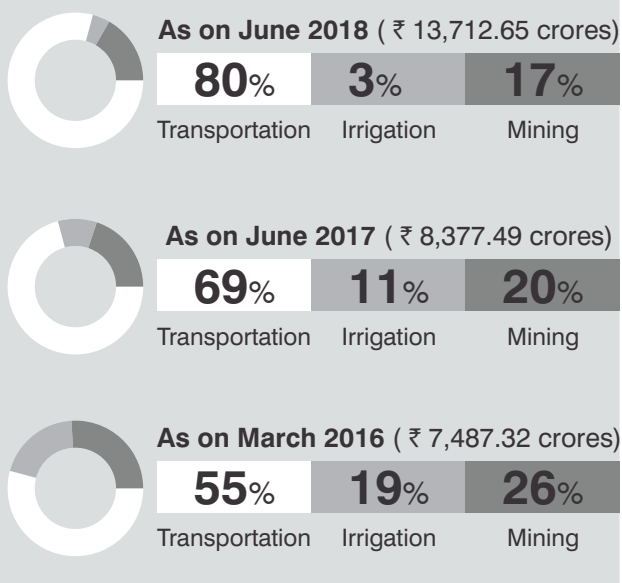 As on June 2018 ( ₹ 13,712.65 crores)
80% 3% 17%
Transportation Irrigation Mining
As on June 2017 ( ₹ 8,377.49 crores)
69% 11% 20%
Transportation Irrigation Mining
As on March 2016 ( ₹ 7,487.32 crores)
55% 19% 26%
Transportation Irrigation Mining